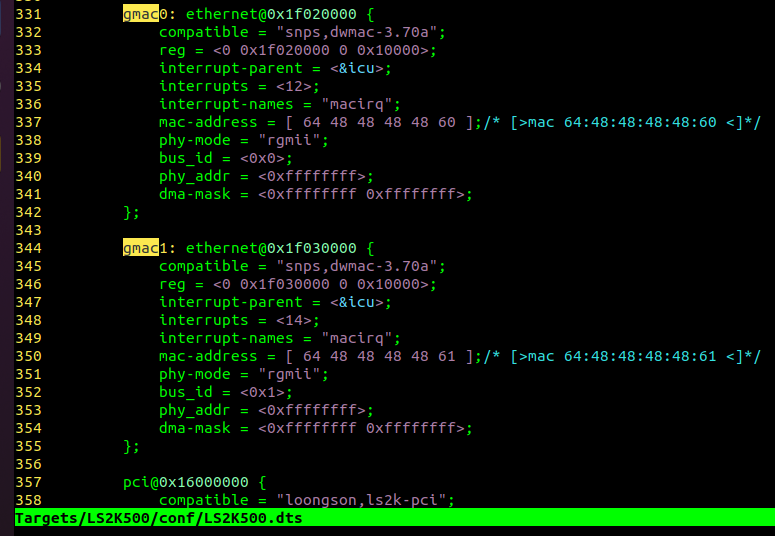 331         gmac0: ethernet@0x1f020000 {
332             compatible = "snps,dwmac-3.70a";
333             reg = <0 0x1f020000 0 0x10000>;
334             interrupt-parent = <&icu>;
335             interrupts = <12>;
336             interrupt-names = "macirq";
337             mac-address = [ 64 48 48 48 48 60 ];/* [>mac 64:48:48:48:48:60 <]*/
338             phy-mode = "rgmii";
339             bus_id = <0x0>;
340             phy_addr = <0xffffffff>;
341             dma-mask = <0xffffffff 0xffffffff>;
342         };
343
344         gmac1: ethernet@0x1f030000 {
345             compatible = "snps,dwmac-3.70a";
346             reg = <0 0x1f030000 0 0x10000>;
347             interrupt-parent = <&icu>;
348             interrupts = <14>;
349             interrupt-names = "macirq";
350             mac-address = [ 64 48 48 48 48 61 ];/* [>mac 64:48:48:48:48:61 <]*/
351             phy-mode = "rgmii";
352             bus_id = <0x1>;
353             phy_addr = <0xffffffff>;
354             dma-mask = <0xffffffff 0xffffffff>;
355         };
356
357         pci@0x16000000 {
358             compatible = "loongson,ls2k-pci";
Targets/LS2K500/conf/LS2K500.dts